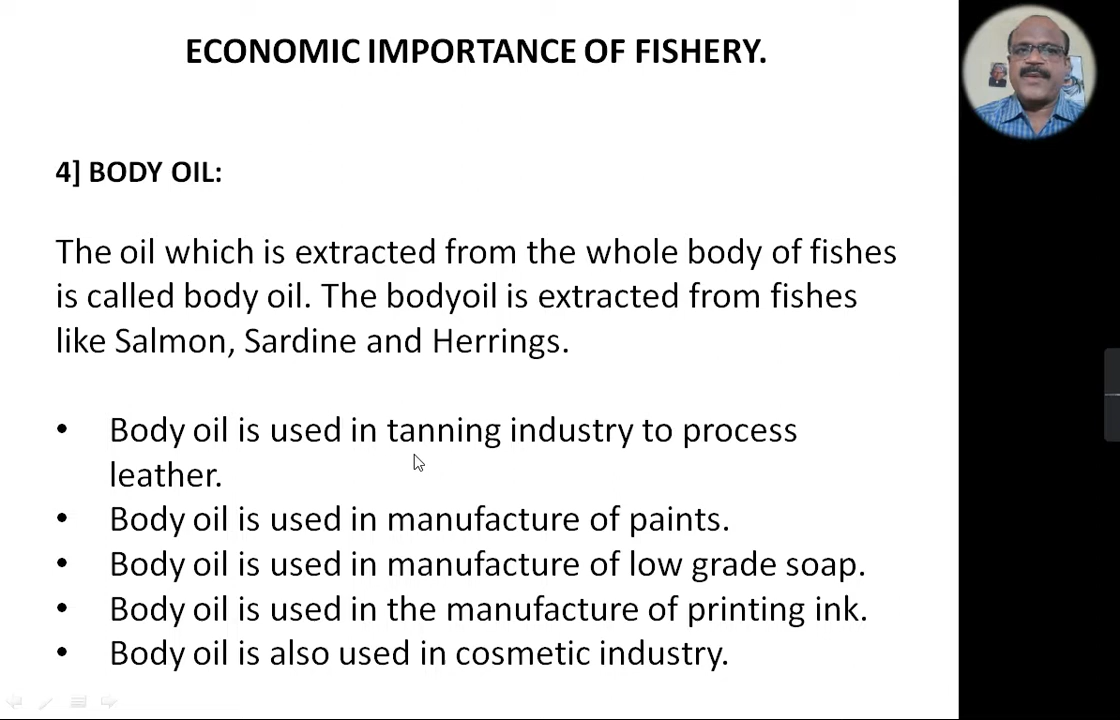 ECONOMIC IMPORTANCE OF FISHERY.
4] BODY OIL:
The oil which is extracted from the whole body of fishes
is called body oil. The bodyoil is extracted from fishes
like Salmon, Sardine and Herrings.
• Body oil is used in tanning industry to process
leather.
• Body oil is used in manufacture of paints.
• Body oil is used in manufacture of low grade soap.
• Body oil is used in the manufacture of printing ink.
• Body oil is also used in cosmetic industry.